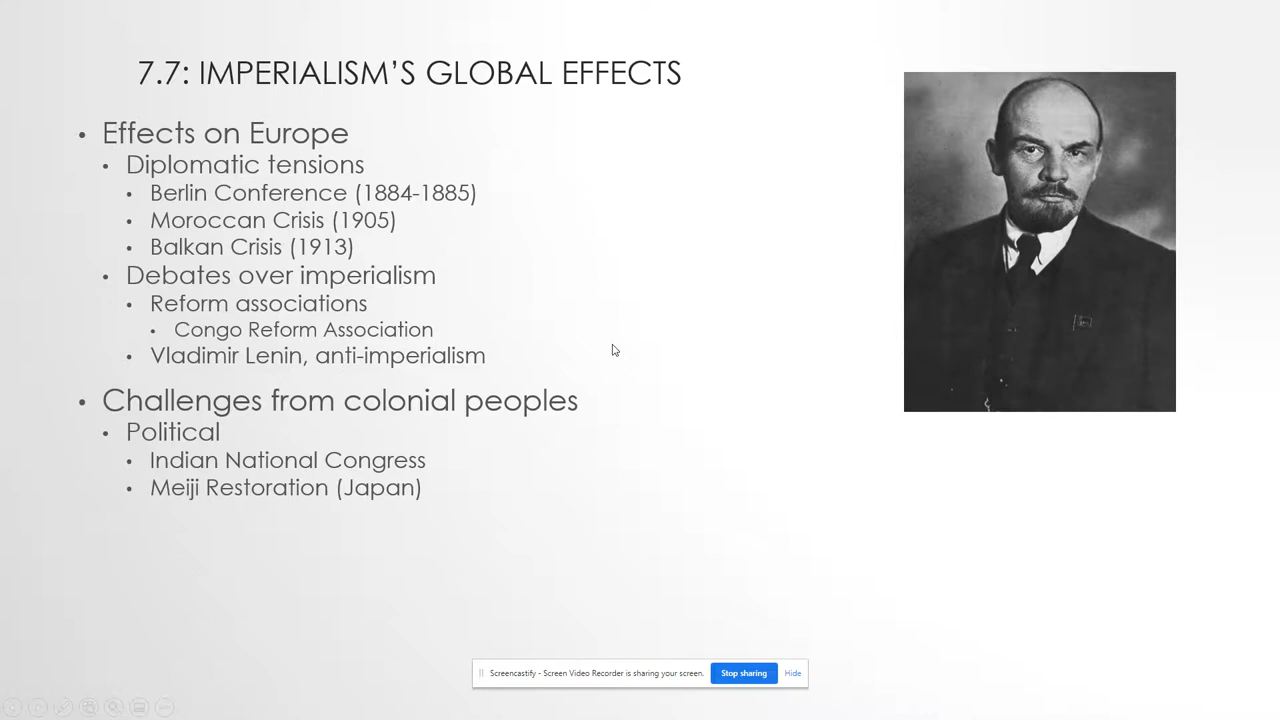 7.7: IMPERIALISM'S GLOBAL EFFECTS
• Effects on Europe
• Diplomatic tensions
• Berlin Conference (1884-1885)
• Moroccan Crisis (1905)
• Balkan Crisis (1913)
• Debates over imperialism
• Reform associations
• Congo Reform Association
• Vladimir Lenin, anti-imperialism
• Challenges from colonial peoples
• Political
• Indian National Congress
• Meiji Restoration (Japan)
Screencastify - Screen Video Recorder is sharing your screen. Stop sharing Hide